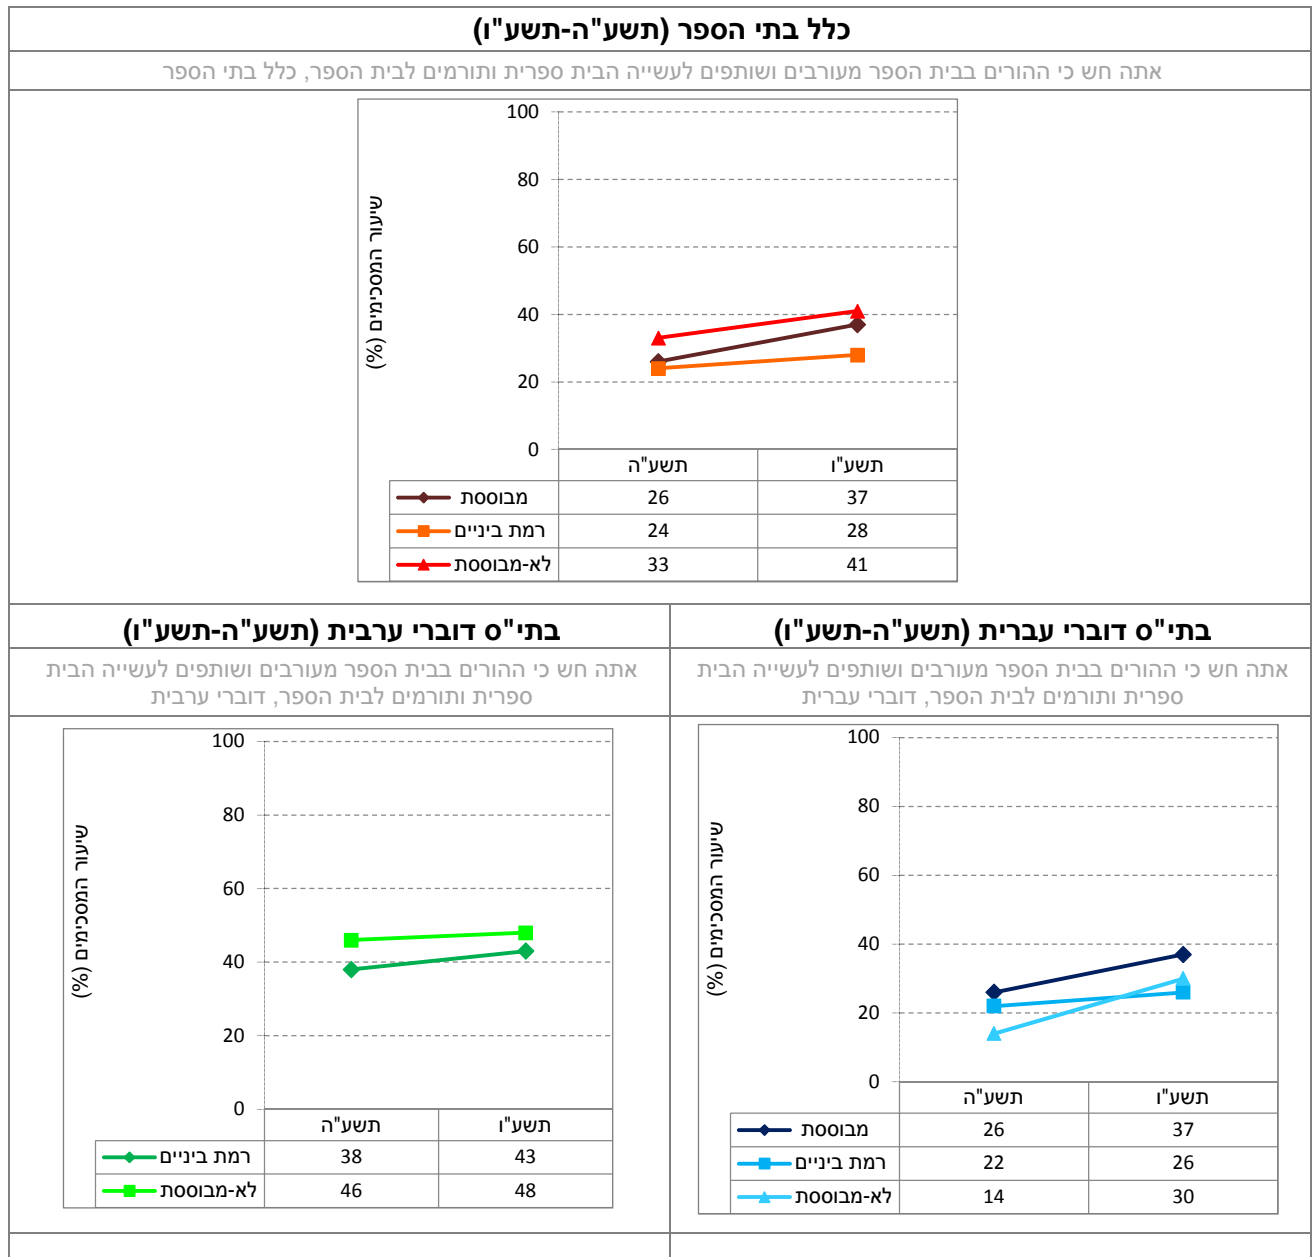 כלל בתי הספר (תשע"ה-תשע"ו)
אתה חש כי ההורים בבית הספר מעורבים ושותפים לעשייה הבית ספרית ותורמים לבית הספר, כלל בתי הספר
שיעור המסכימים (%)
100
80
60
40
20
0
תשע"ה תשע"ו
מבוססת 26 37
רמת ביניים 24 28
לא-מבוססת 33 41
בתי"ס דוברי עברית (תשע"ה-תשע"ו)
אתה חש כי ההורים בבית הספר מעורבים ושותפים לעשייה הבית
ספרית ותורמים לבית הספר, דוברי עברית
שיעור המסכימים (%)
100
80
60
40
20
0
תשע"ה תשע"ו
מבוססת 26 37
רמת ביניים 22 26
לא-מבוססת 14 30
בתי"ס דוברי ערבית (תשע"ה-תשע"ו)
אתה חש כי ההורים בבית הספר מעורבים ושותפים לעשייה הבית
ספרית ותורמים לבית הספר, דוברי ערבית
שיעור המסכימים (%)
100
80
60
40
20
0
תשע"ה תשע"ו
רמת ביניים 38 43
לא-מבוססת 46 48